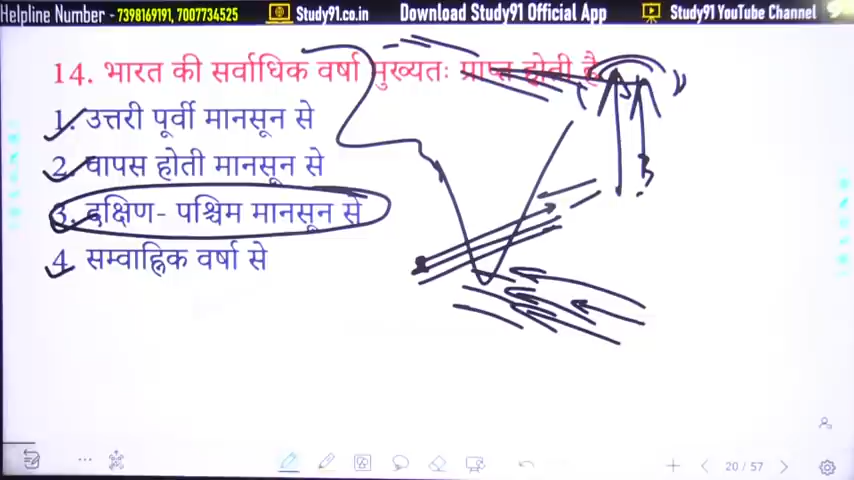 Helpline Number - 7398169191, 7007734525 Study91.co.in Download Study91 Official App Study91 YouTube Channel
14. भारत की सर्वाधिक वर्षा मुख्यतः प्राप्त होती है
1. उत्तरी पूर्वी मानसून से
2. वापस होती मानसून से
3. दक्षिण- पश्चिम मानसून से
4. सम्वाह्निक वर्षा से
20 / 57